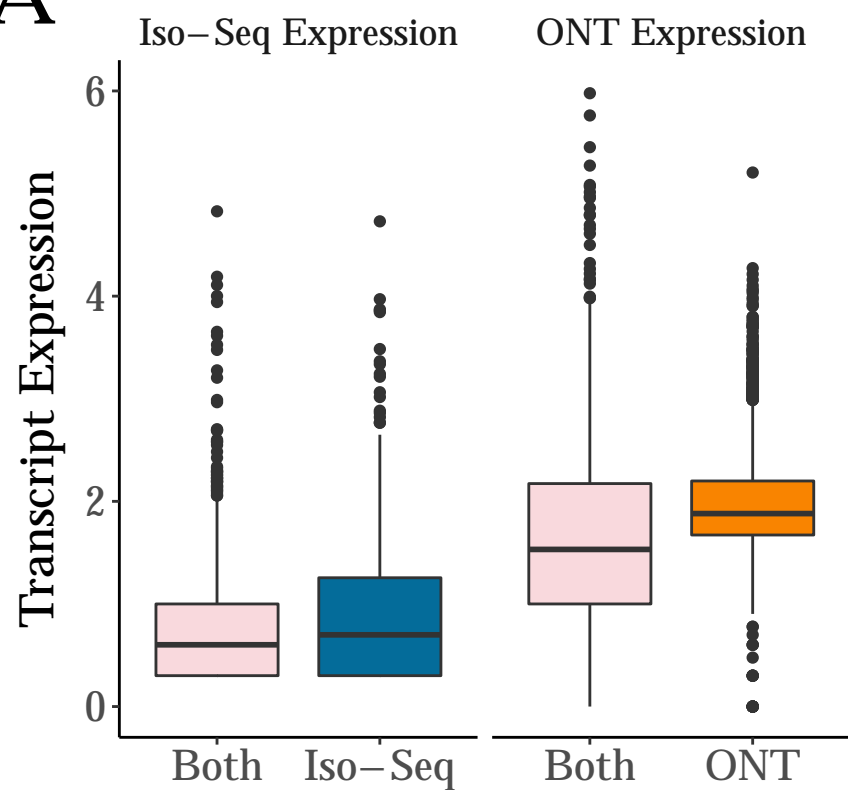 A
Iso–Seq Expression
ONT Expression
Transcript Expression
6
4
2
0
Both
Iso–Seq
Both
ONT